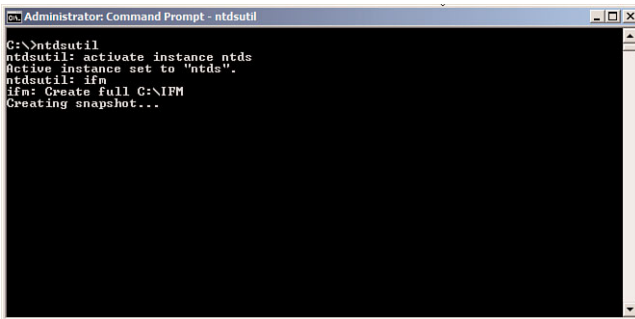 Administrator: Command Prompt - ntdsutil
C:\>ntdsutil
ntdsutil: activate instance ntds
Active instance set to "ntds".
ntdsutil: ifm
ifm: Create full C:\IFM
Creating snapshot...